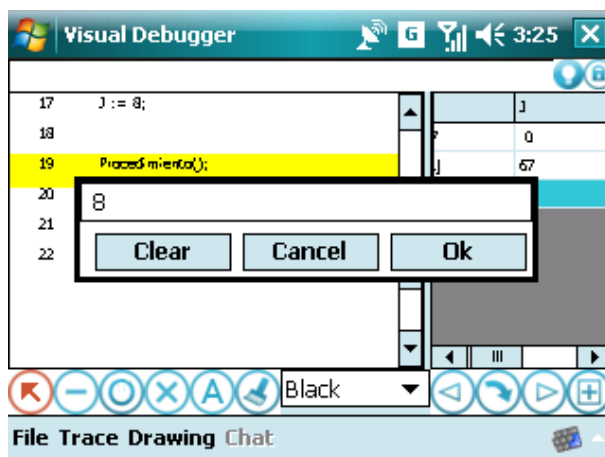 Visual Debugger G 3:25
J
17 J := 8;
18 0
19 Procedimiento(); 67
20
21
22
8
Clear Cancel Ok
A Black
File Trace Drawing Chat